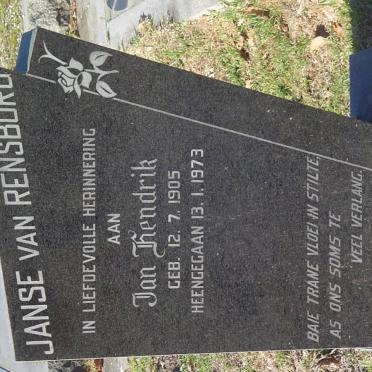 JANSE VAN RENSBURG
IN LIEFDEVOLLE HERINNERING
AAN
Jan Hendrik
GEB. 12.7.1905
HEENGEGAAN 13.1.1973
BAIE TRANE VLOEI IN STILTE,
AS ONS SOMS TE
VEEL VERLANG.